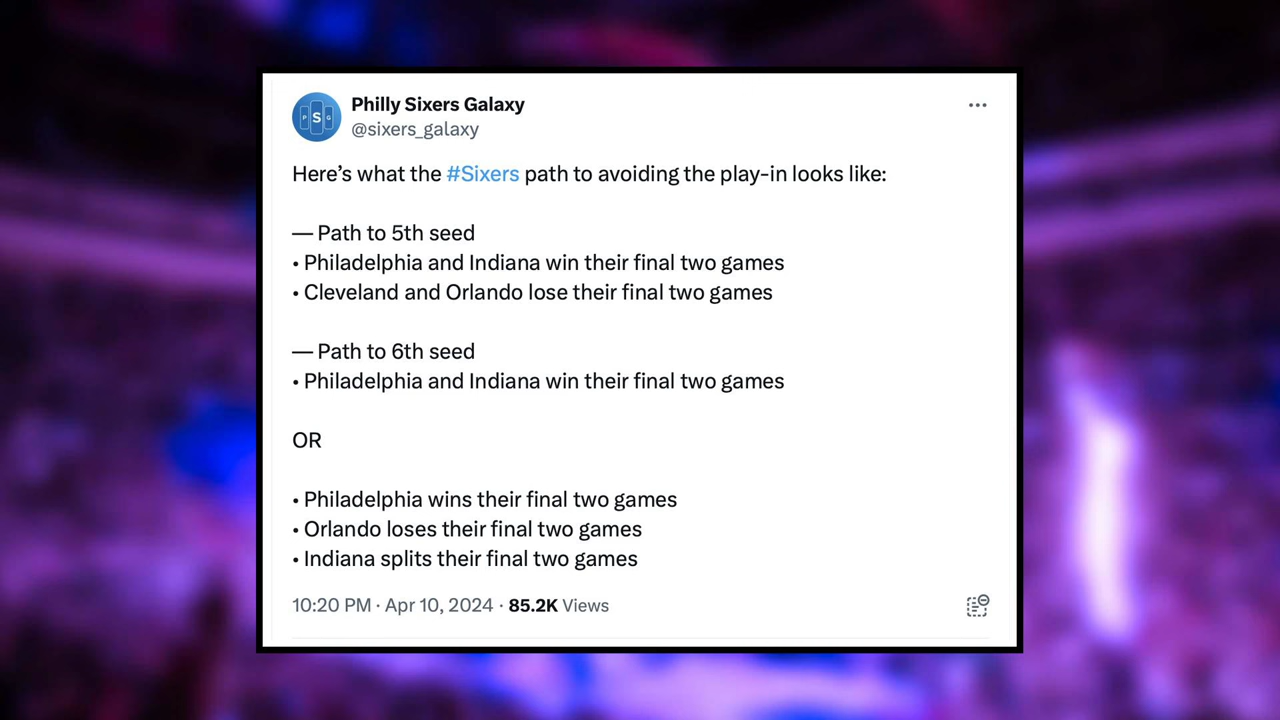 Philly Sixers Galaxy
@sixers_galaxy
P S G
Here's what the #Sixers path to avoiding the play-in looks like:
— Path to 5th seed
• Philadelphia and Indiana win their final two games
• Cleveland and Orlando lose their final two games
— Path to 6th seed
• Philadelphia and Indiana win their final two games
OR
• Philadelphia wins their final two games
• Orlando loses their final two games
• Indiana splits their final two games
10:20 PM · Apr 10, 2024 · 85.2K Views